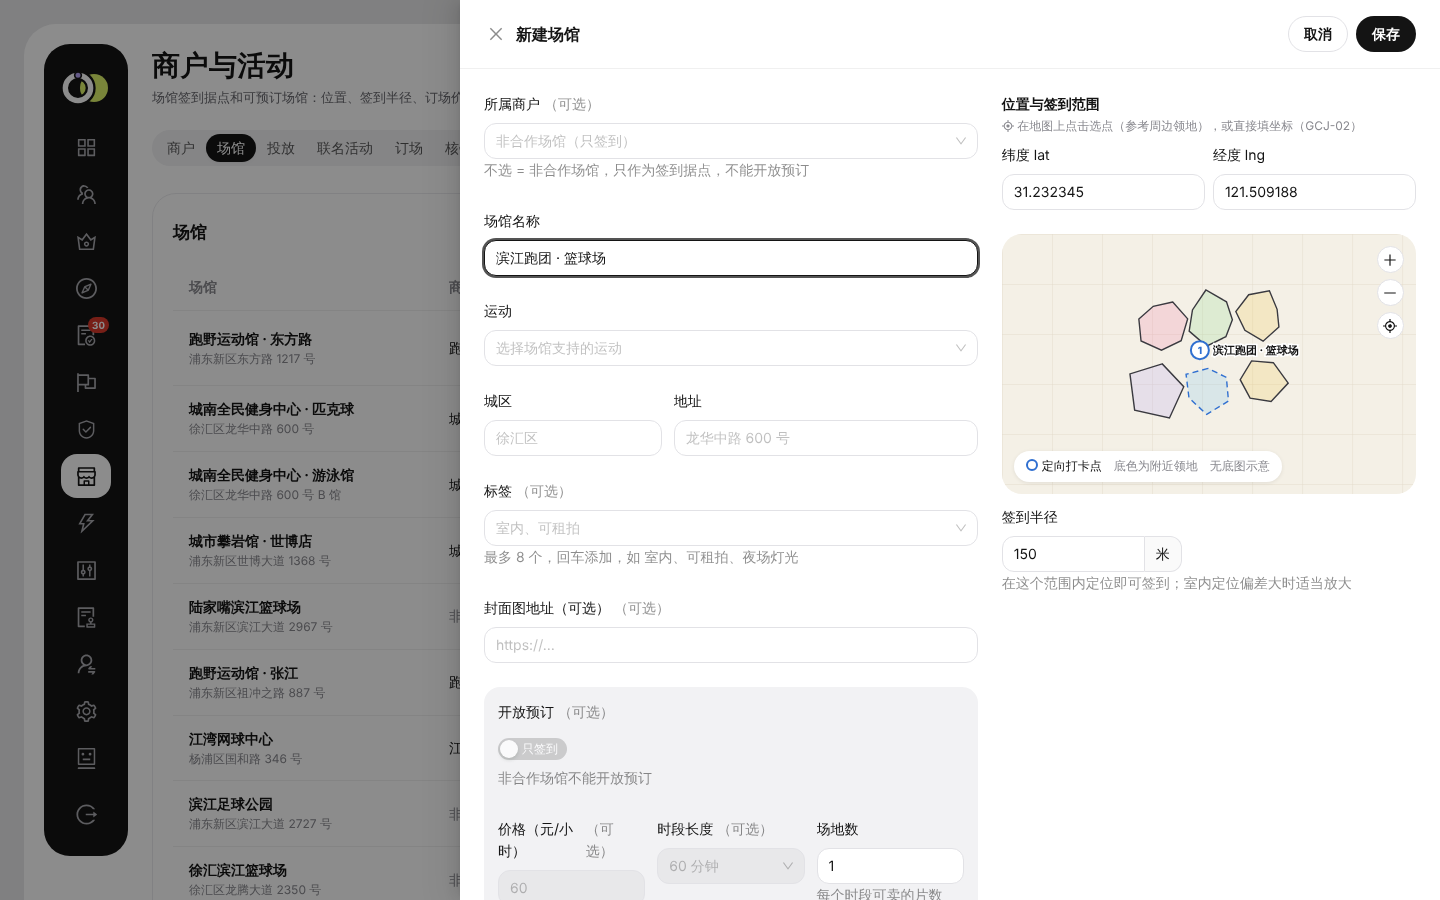 商户与活动
场馆签到据点和可预订场馆：位置、签到半径、订场价
商户
场馆
投放
联名活动
订场
核
30
场馆
场馆
商
跑野运动馆 · 东方路
浦东新区东方路 1217 号
跑
城南全民健身中心 · 匹克球
徐汇区龙华中路 600 号
城
城南全民健身中心 · 游泳馆
徐汇区龙华中路 600 号 B 馆
城
城市攀岩馆 · 世博店
浦东新区世博大道 1368 号
城
陆家嘴滨江篮球场
浦东新区滨江大道 2967 号
非
跑野运动馆 · 张江
浦东新区祖冲之路 887 号
跑
江湾网球中心
杨浦区国和路 346 号
江
滨江足球公园
浦东新区滨江大道 2727 号
非
徐汇滨江篮球场
徐汇区龙腾大道 2350 号
非
新建场馆
取消
保存
所属商户 （可选）
非合作场馆（只签到）
不选 = 非合作场馆，只作为签到据点，不能开放预订
场馆名称
滨江跑团 · 篮球场
运动
选择场馆支持的运动
城区
地址
徐汇区
龙华中路 600 号
标签 （可选）
室内、可租拍
最多 8 个，回车添加，如 室内、可租拍、夜场灯光
封面图地址（可选） （可选）
https://...
开放预订 （可选）
只签到
非合作场馆不能开放预订
价格（元/小时） （可选）
时段长度 （可选）
场地数
60
60 分钟
1
每个时段可卖的片数
位置与签到范围
在地图上点击选点（参考周边领地），或直接填坐标（GCJ-02）
纬度 lat
经度 lng
31.232345
121.509188
1
滨江跑团 · 篮球场
定向打卡点
底色为附近领地
无底图示意
签到半径
150
米
在这个范围内定位即可签到；室内定位偏差大时适当放大